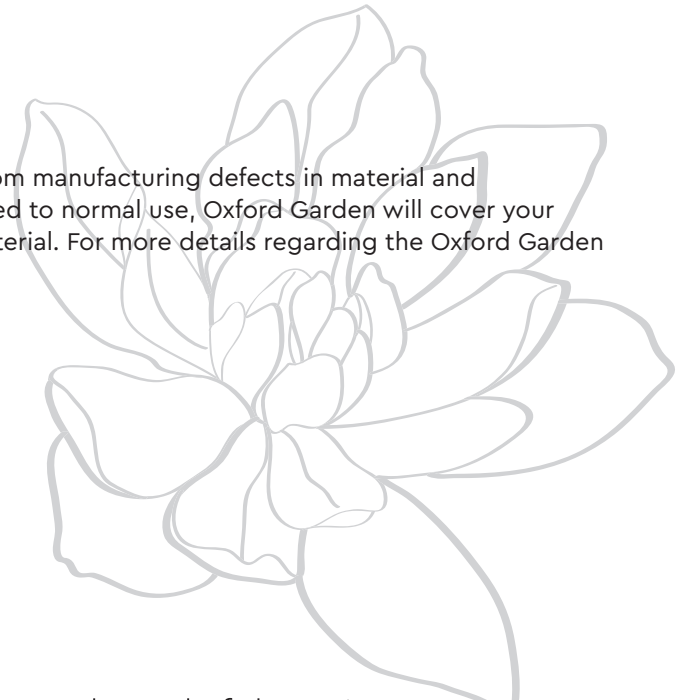 om manufacturing defects in material and
ed to normal use, Oxford Garden will cover your
terial. For more details regarding the Oxford Garden